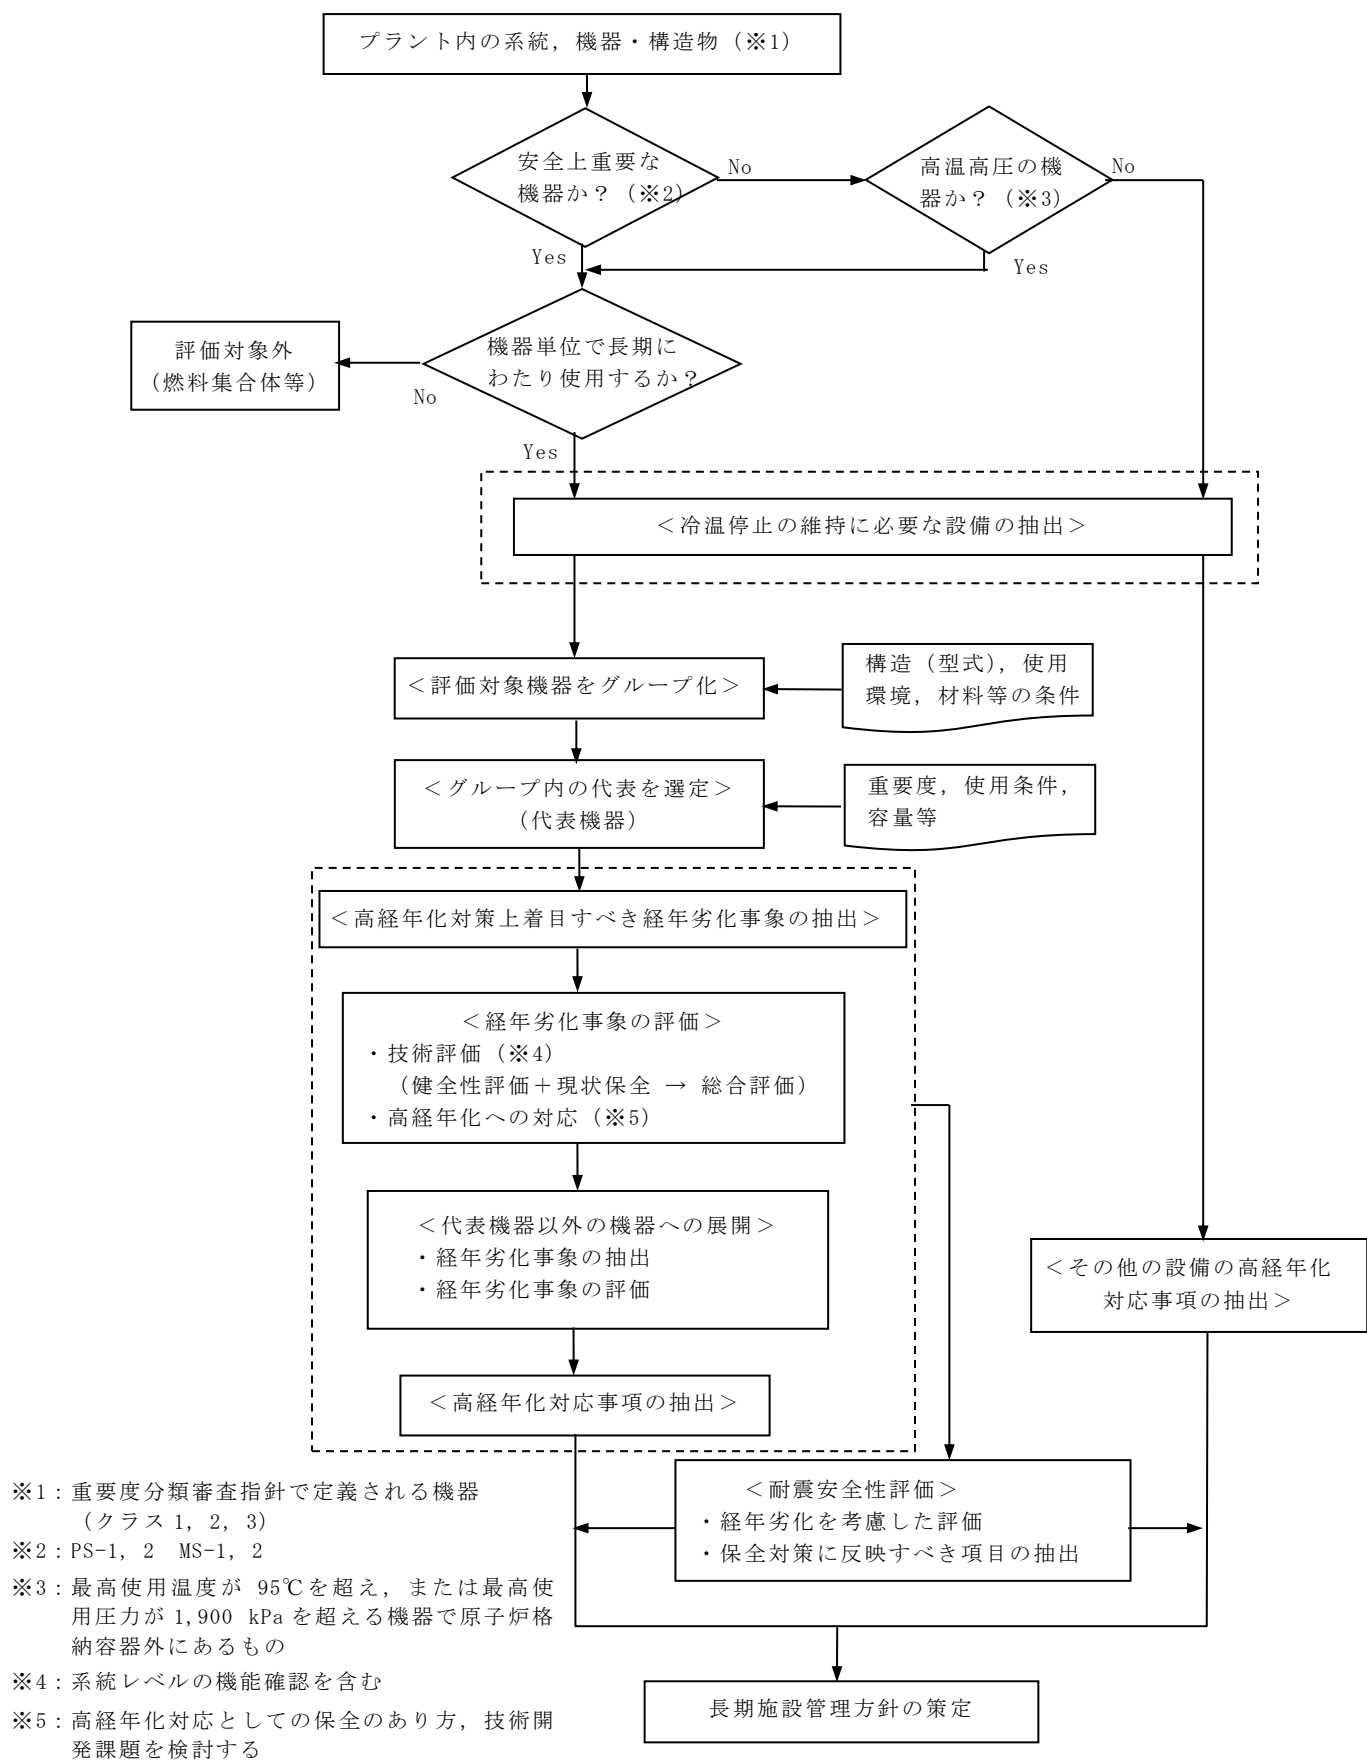 プラント内の系統，機器・構造物（※1）
安全上重要な
機器か？（※2）
No
高温高圧の機
器か？（※3）
No
Yes
Yes
機器単位で長期に
わたり使用するか？
評価対象外
（燃料集合体等）
No
Yes
＜冷温停止の維持に必要な設備の抽出＞
＜評価対象機器をグループ化＞
構造（型式），使用
環境，材料等の条件
＜グループ内の代表を選定＞
（代表機器）
重要度，使用条件，
容量等
＜高経年化対策上着目すべき経年劣化事象の抽出＞
＜経年劣化事象の評価＞
・技術評価（※4）
（健全性評価＋現状保全 → 総合評価）
・高経年化への対応（※5）
＜代表機器以外の機器への展開＞
・経年劣化事象の抽出
・経年劣化事象の評価
＜その他の設備の高経年化
対応事項の抽出＞
＜高経年化対応事項の抽出＞
＜耐震安全性評価＞
・経年劣化を考慮した評価
・保全対策に反映すべき項目の抽出
※1：重要度分類審査指針で定義される機器
（クラス1, 2, 3）
※2：PS-1, 2　MS-1, 2
※3：最高使用温度が 95℃を超え，または最高使
用圧力が 1,900 kPa を超える機器で原子炉格
納容器外にあるもの
※4：系統レベルの機能確認を含む
※5：高経年化対応としての保全のあり方，技術開
発課題を検討する
長期施設管理方針の策定